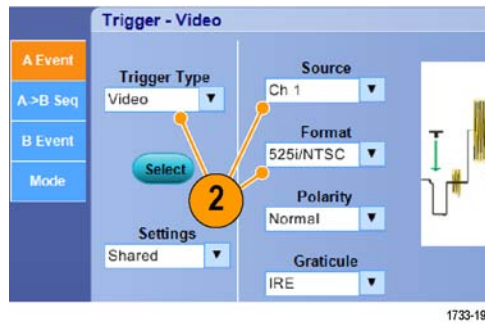 Trigger - Video
A Event
A->B Seq
B Event
Mode
Trigger Type
Video
Select
Settings
Shared
2
Source
Ch 1
Format
525i/NTSC
Polarity
Normal
Graticule
IRE
T
1733-19